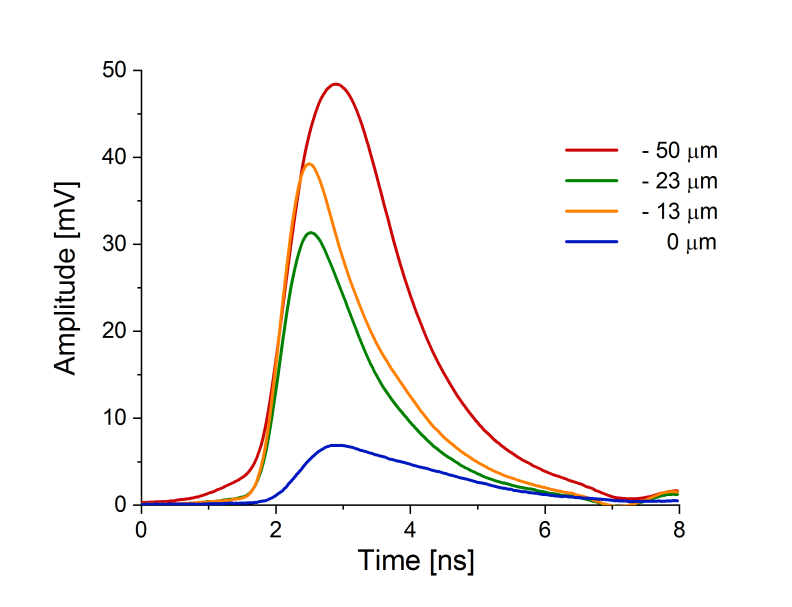 50
40
30
20
10
0
Amplitude [mV]
0 2 4 6 8
Time [ns]
- 50 μm
- 23 μm
- 13 μm
0 μm